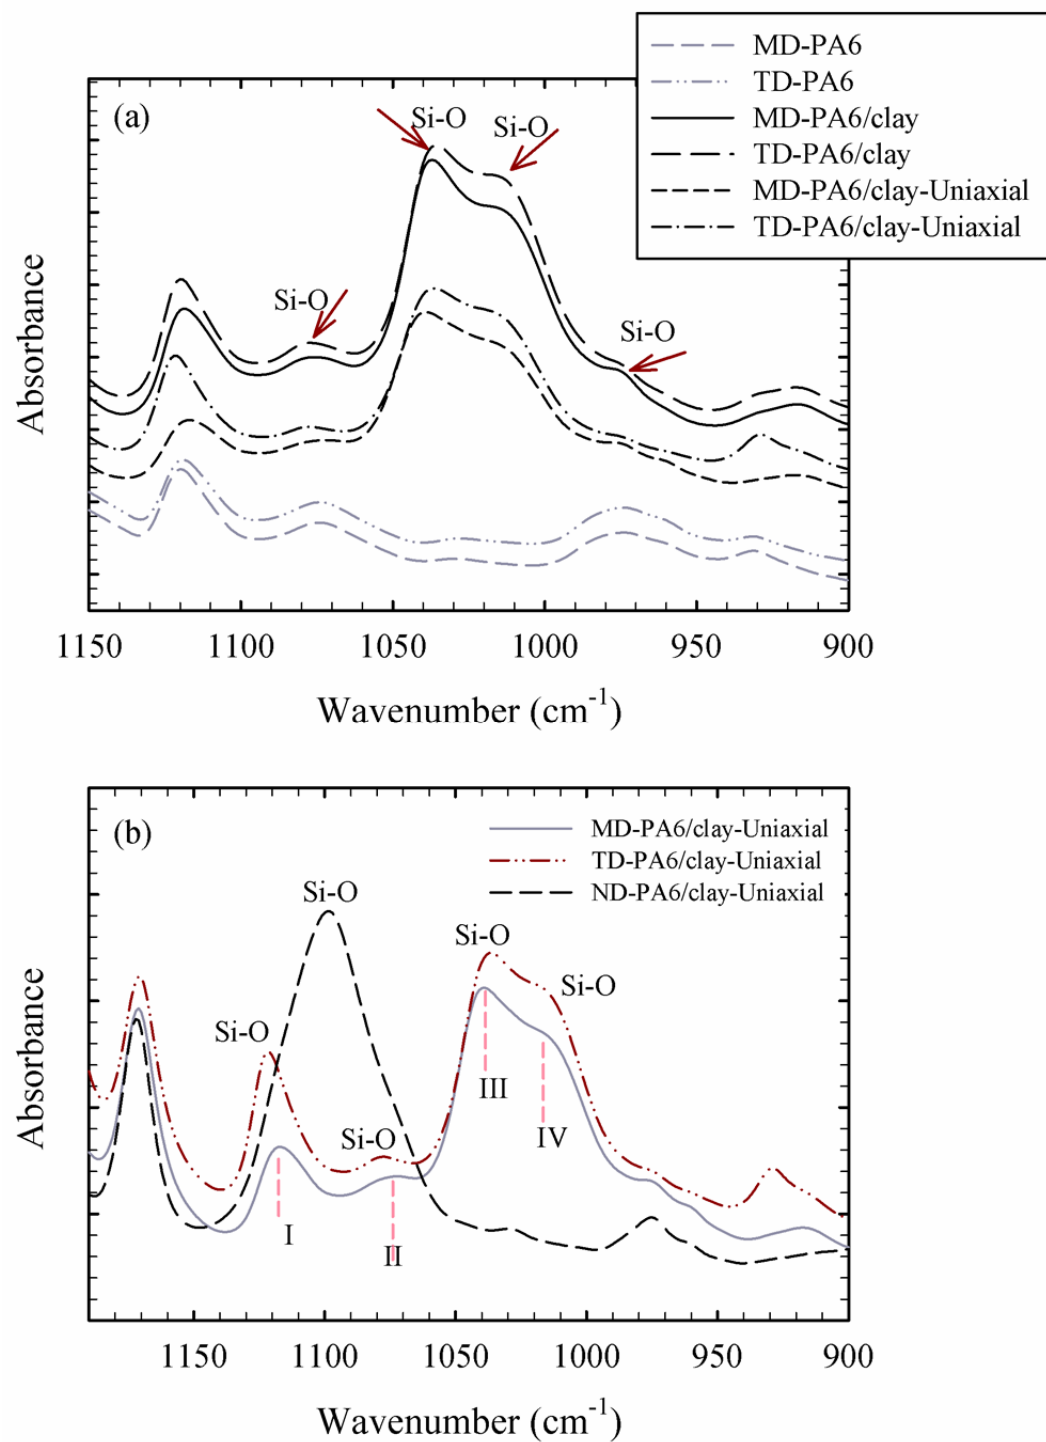 MD-PA6
TD-PA6
MD-PA6/clay
TD-PA6/clay
MD-PA6/clay-Uniaxial
TD-PA6/clay-Uniaxial
(a)
Si-O
Si-O
Si-O
Si-O
Absorbance
1150 1100 1050 1000 950 900
Wavenumber (cm⁻¹)
(b)
MD-PA6/clay-Uniaxial
TD-PA6/clay-Uniaxial
ND-PA6/clay-Uniaxial
Si-O
Si-O
Si-O
Si-O
Si-O
III
IV
I
II
Absorbance
1150 1100 1050 1000 950 900
Wavenumber (cm⁻¹)